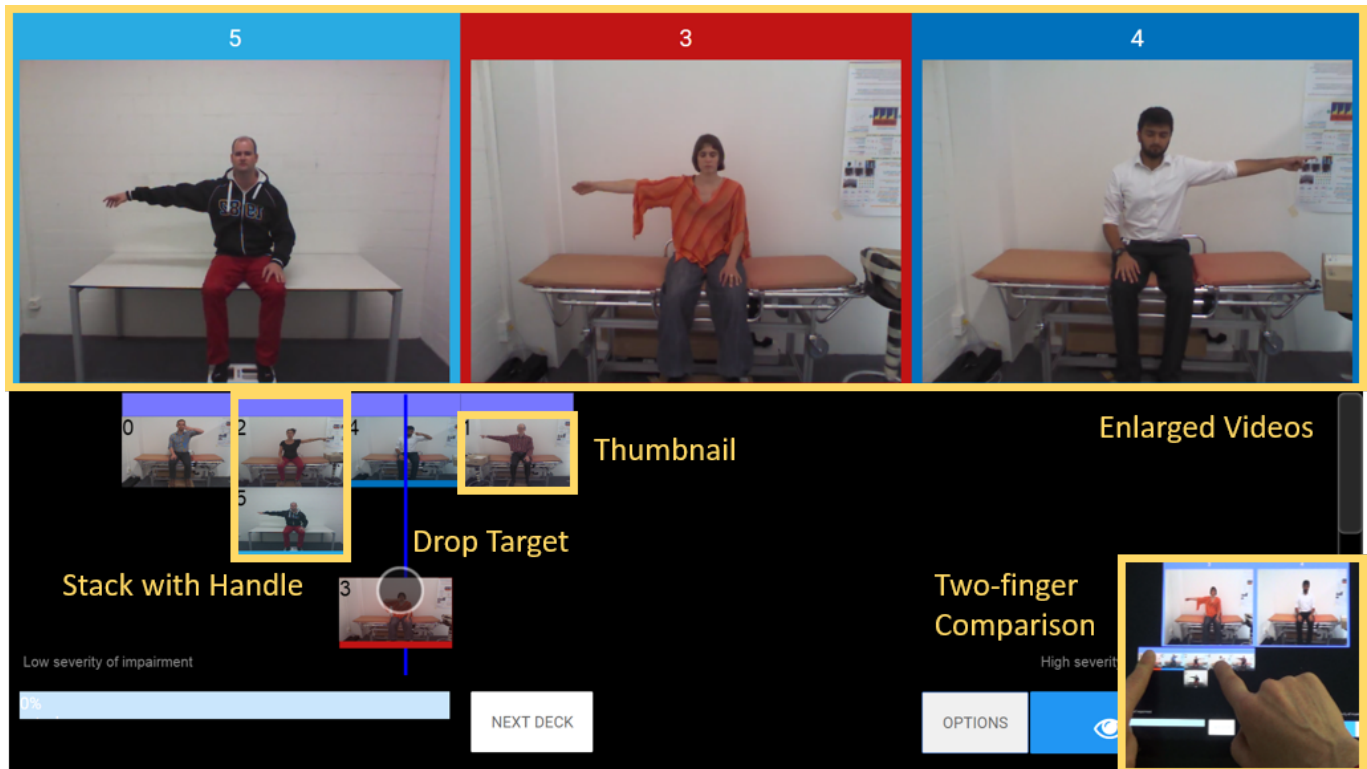 5
3
4
0
2
4
1
Thumbnail
Enlarged Videos
5
Drop Target
Stack with Handle
3
Two-finger
Comparison
Low severity of impairment
High severit
0%
NEXT DECK
OPTIONS